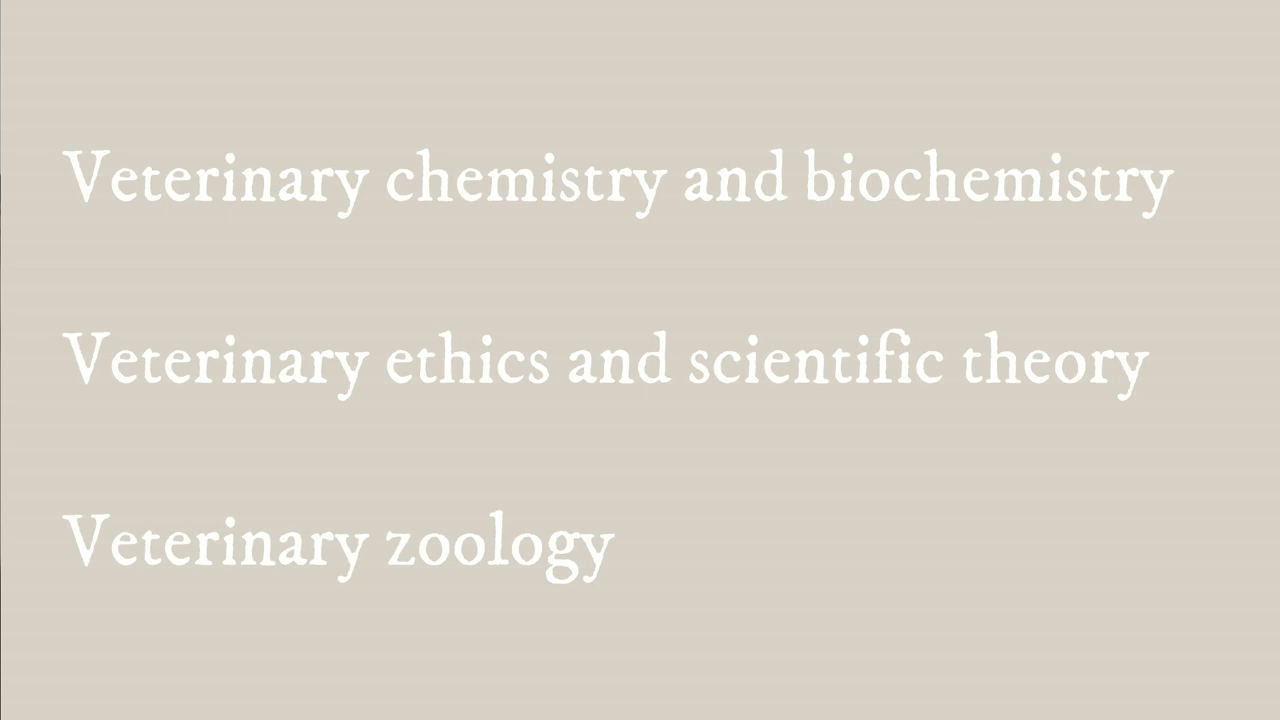 Veterinary chemistry and biochemistry
Veterinary ethics and scientific theory
Veterinary zoology